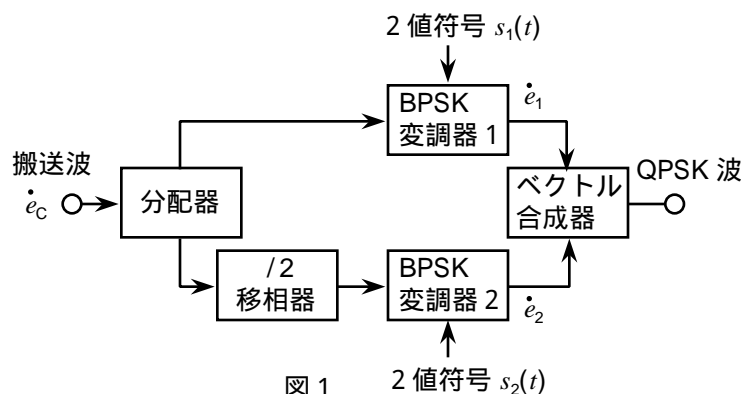 2 値符号 s₁(t)
BPSK
変調器 1
ė₁
搬送波
ė_C
分配器
ベクトル
合成器
QPSK 波
/2
移相器
BPSK
変調器 2
ė₂
図 1
2 値符号 s₂(t)